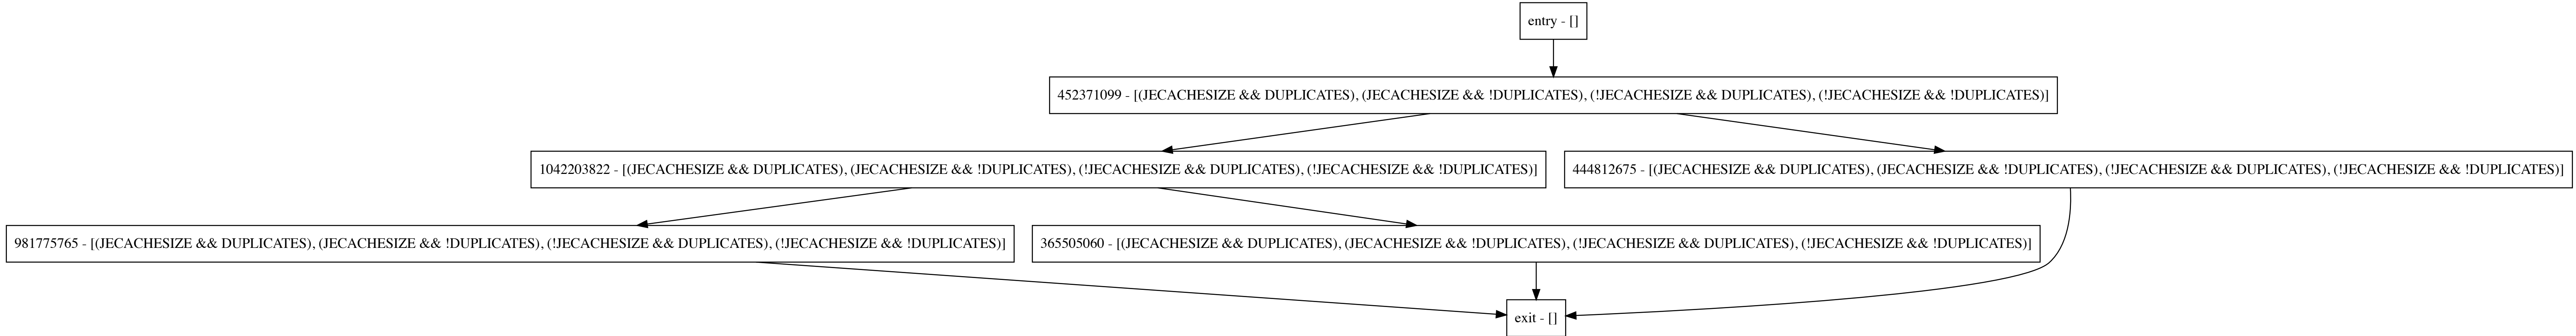 entry - []
452371099 - [(JECACHESIZE && DUPLICATES), (JECACHESIZE && !DUPLICATES), (!JECACHESIZE && DUPLICATES), (!JECACHESIZE && !DUPLICATES)]
1042203822 - [(JECACHESIZE && DUPLICATES), (JECACHESIZE && !DUPLICATES), (!JECACHESIZE && DUPLICATES), (!JECACHESIZE && !DUPLICATES)]
444812675 - [(JECACHESIZE && DUPLICATES), (JECACHESIZE && !DUPLICATES), (!JECACHESIZE && DUPLICATES), (!JECACHESIZE && !DUPLICATES)]
981775765 - [(JECACHESIZE && DUPLICATES), (JECACHESIZE && !DUPLICATES), (!JECACHESIZE && DUPLICATES), (!JECACHESIZE && !DUPLICATES)]
365505060 - [(JECACHESIZE && DUPLICATES), (JECACHESIZE && !DUPLICATES), (!JECACHESIZE && DUPLICATES), (!JECACHESIZE && !DUPLICATES)]
exit - []